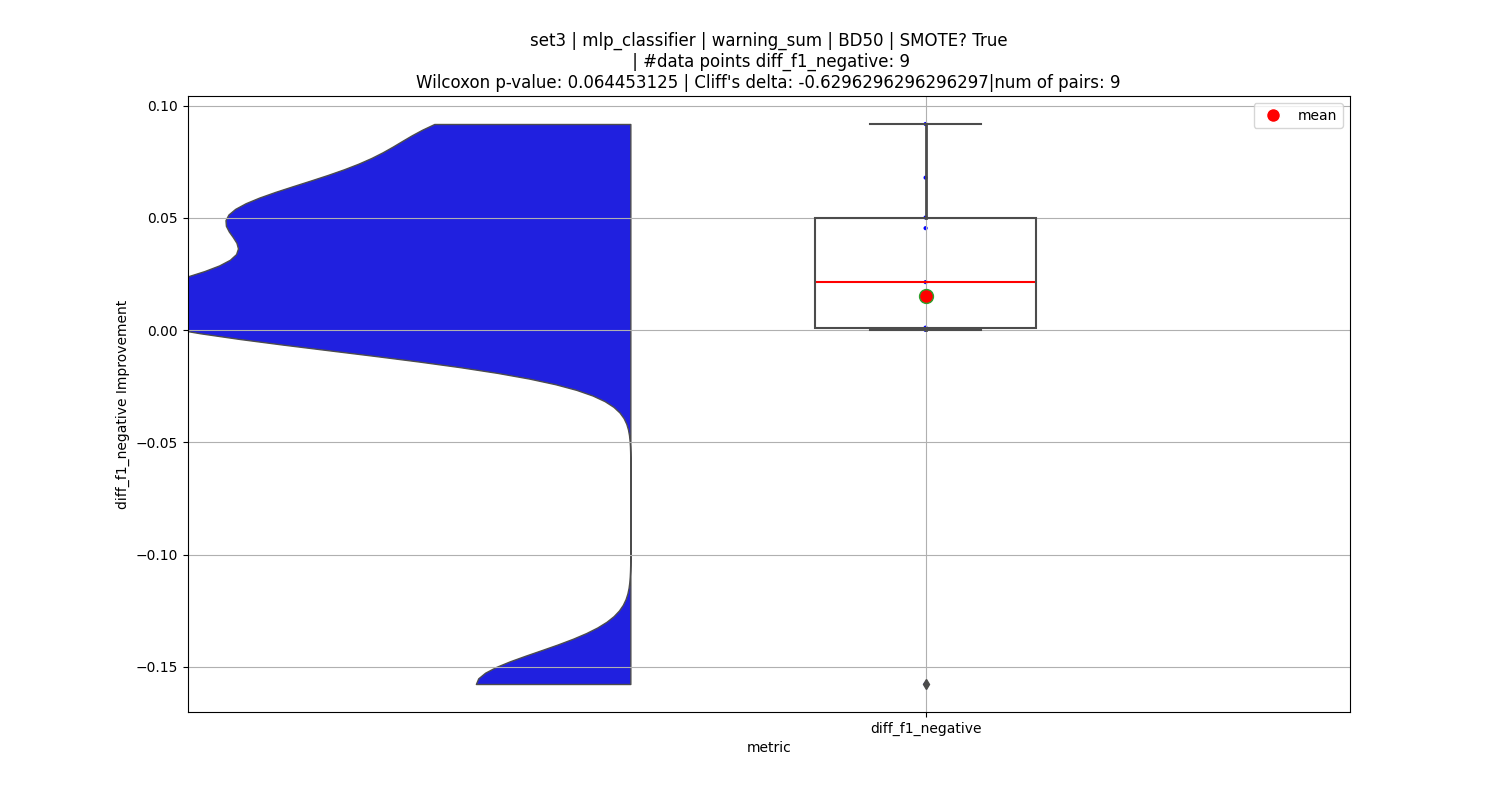 set3 | mlp_classifier | warning_sum | BD50 | SMOTE? True
| #data points diff_f1_negative: 9
Wilcoxon p-value: 0.064453125 | Cliff's delta: -0.6296296296296297|num of pairs: 9
mean
0.10
0.05
0.00
−0.05
−0.10
−0.15
diff_f1_negative Improvement
diff_f1_negative
metric